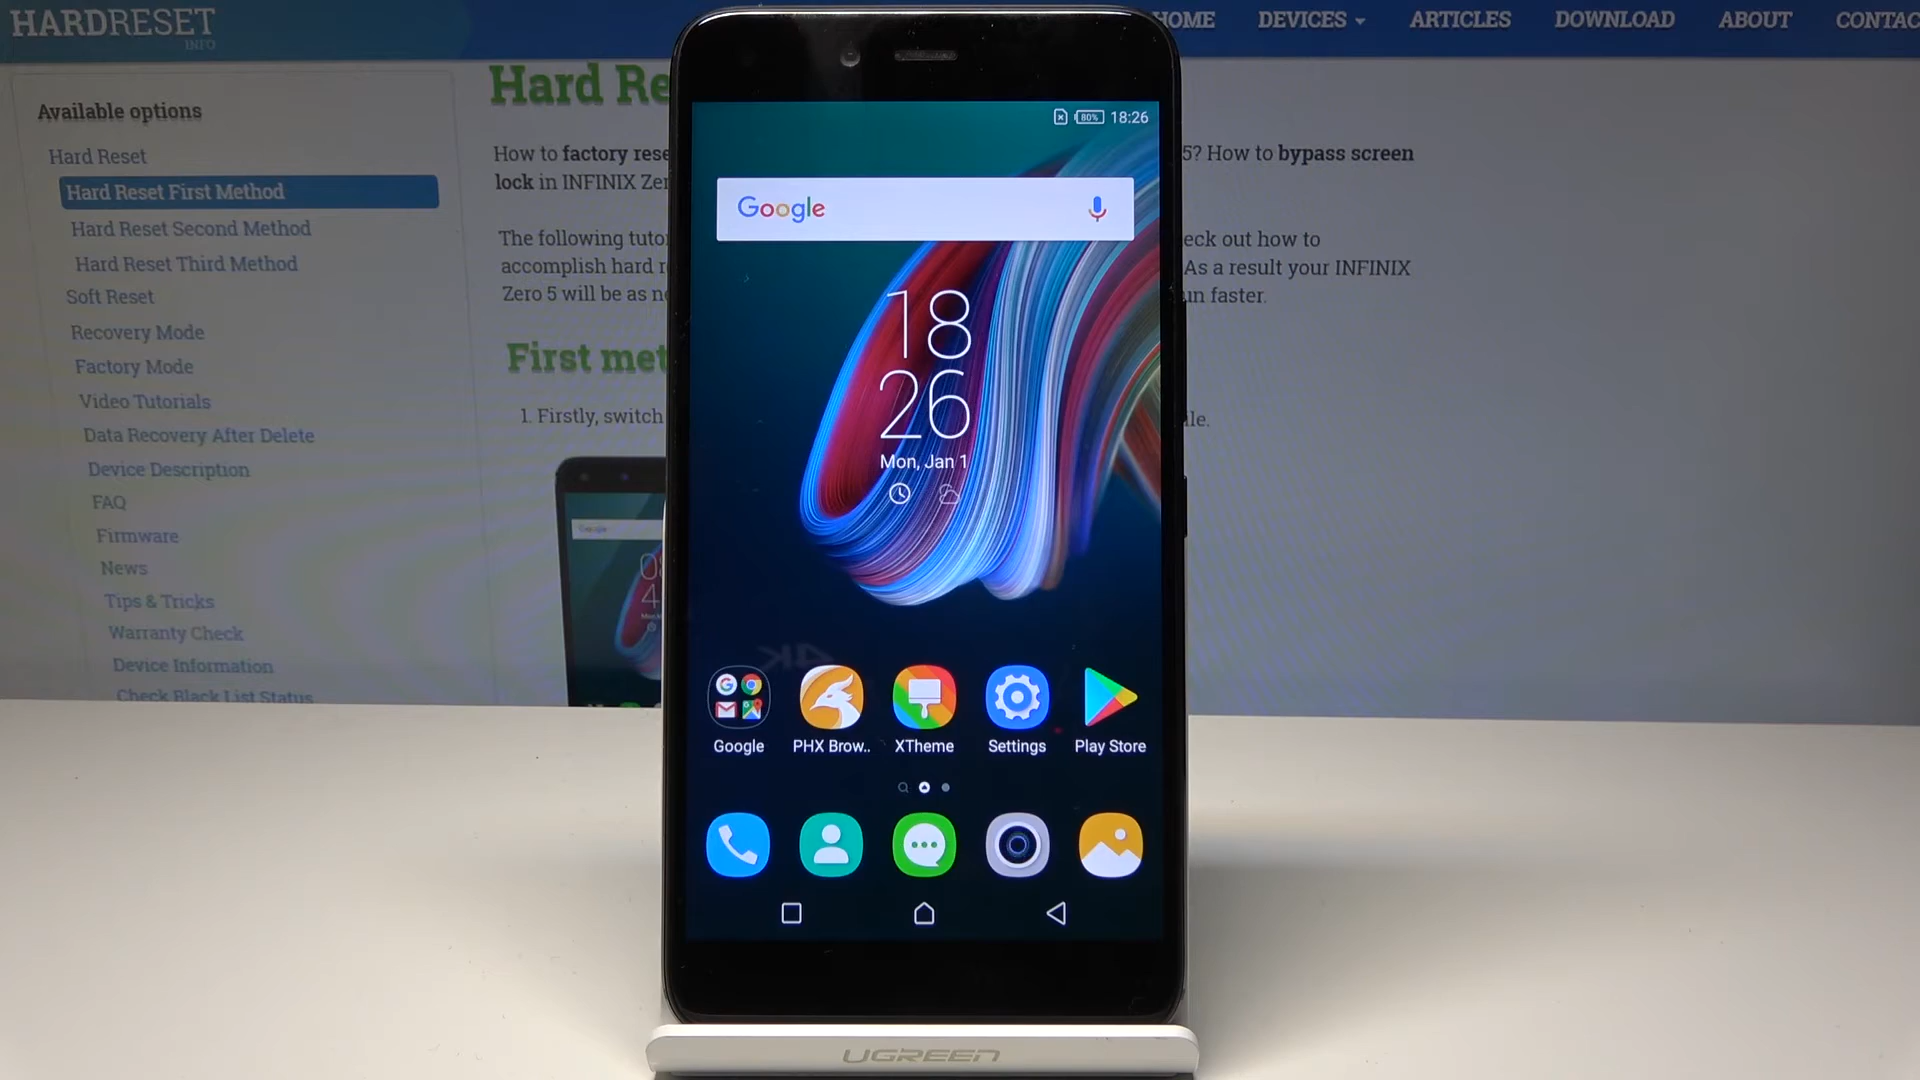 HARDRESET
INFO
HOME DEVICES ARTICLES DOWNLOAD ABOUT CONTAC
Available options
Hard Reset
Hard Reset First Method
Hard Reset Second Method
Hard Reset Third Method
Soft Reset
Recovery Mode
Factory Mode
Video Tutorials
Data Recovery After Delete
Device Description
FAQ
Firmware
News
Tips & Tricks
Warranty Check
Device Information
Check Black List Status
Hard Re
How to factory rese 5? How to bypass screen
lock in INFINIX Zer
The following tuto eck out how to
accomplish hard r As a result your INFINIX
Zero 5 will be as n un faster.
First met
1. Firstly, switch ile.
Google
80% 18:26
Google
18
26
Mon, Jan 1
4K
Google PHX Brow.. XTheme Settings Play Store
UGREEN